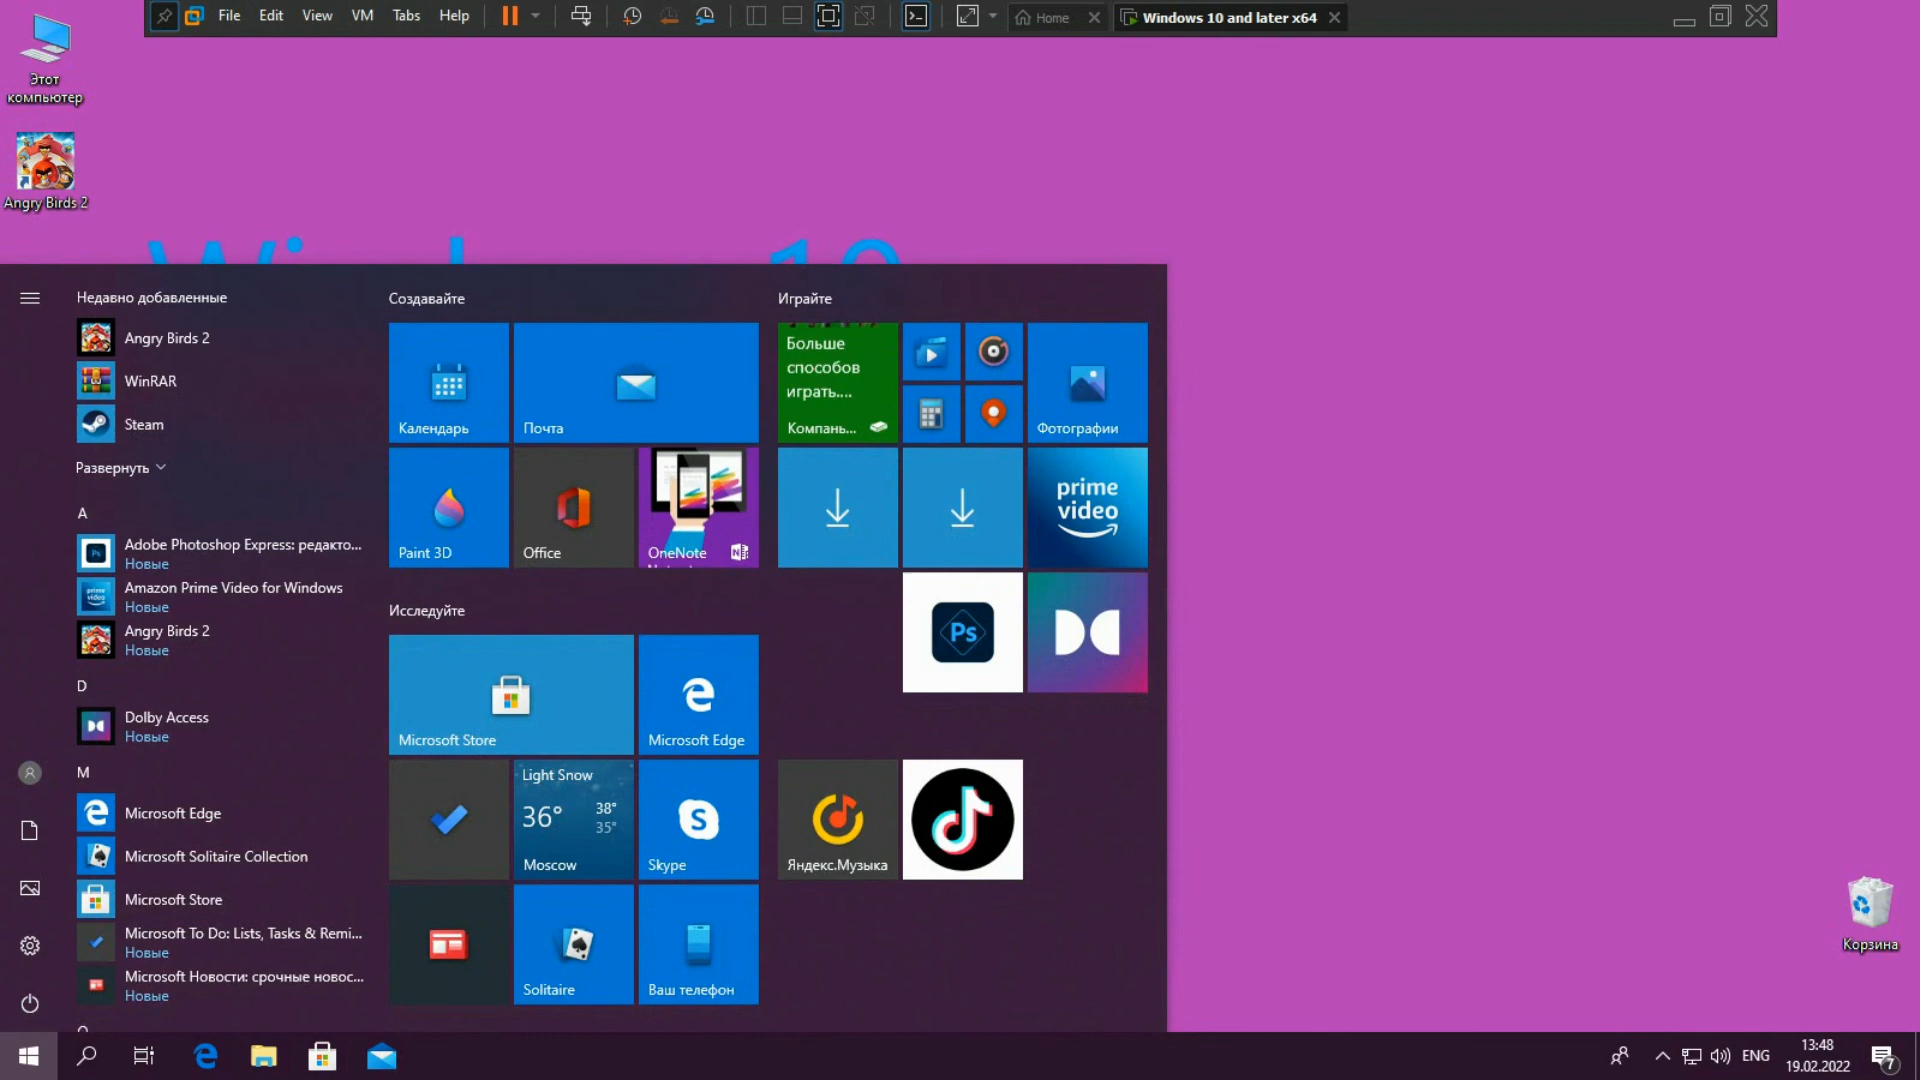 File Edit View VM Tabs Help
Home
Windows 10 and later x64
Этот
компьютер
Angry Birds 2
Недавно добавленные
Angry Birds 2
WinRAR
Steam
Развернуть
A
Adobe Photoshop Express: редакто...
Новые
Amazon Prime Video for Windows
Новые
Angry Birds 2
Новые
D
Dolby Access
Новые
M
Microsoft Edge
Microsoft Solitaire Collection
Microsoft Store
Microsoft To Do: Lists, Tasks & Remi...
Новые
Microsoft Новости: срочные новос...
Новые
Создавайте
Календарь
Почта
Paint 3D
Office
OneNote
Исследуйте
Microsoft Store
Microsoft Edge
Light Snow
36°
38°
35°
Moscow
Skype
Solitaire
Ваш телефон
Играйте
Больше
способов
играть....
Компань...
Фотографии
prime
video
Ps
Яндекс.Музыка
Корзина
ENG
13:48
19.02.2022
7